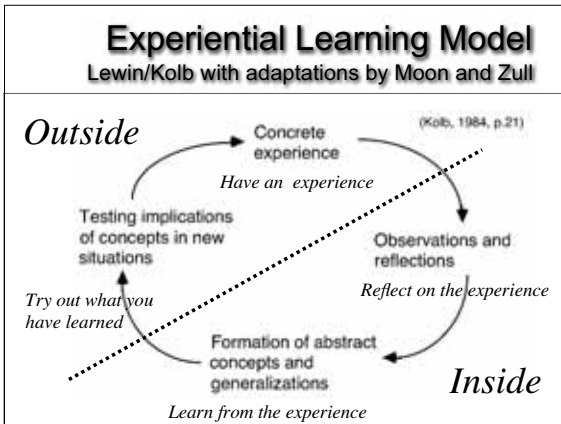 Experiential Learning Model
Lewin/Kolb with adaptations by Moon and Zull
Outside
(Kolb, 1984, p.21)
Concrete
experience
Have an experience
Testing implications
of concepts in new
situations
Observations and
reflections
Reflect on the experience
Try out what you
have learned
Formation of abstract
concepts and
generalizations
Inside
Learn from the experience